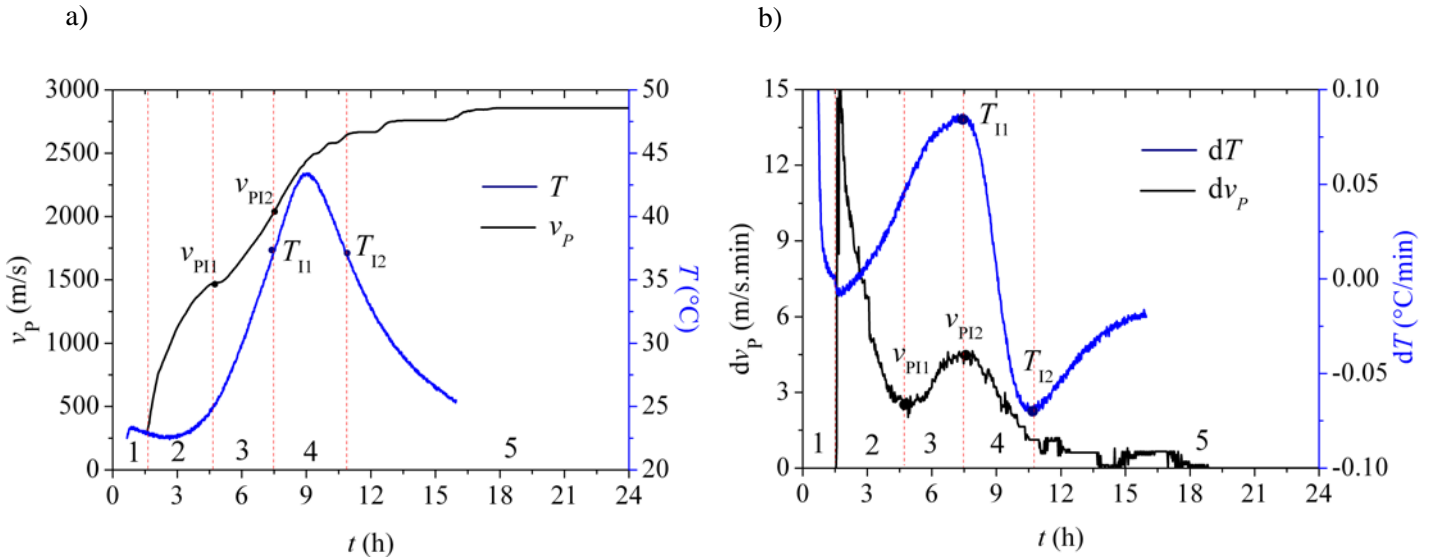 a)
b)
3000
2500
2000
1500
1000
500
0
v_P (m/s)
50
45
40
35
30
25
20
T (°C)
v_PI2
v_PI1
T_I1
T_I2
T
v_P
1
2
3
4
5
0 3 6 9 12 15 18 21 24
t (h)
15
12
9
6
3
0
dv_P (m/s.min)
0.10
0.05
0.00
-0.05
-0.10
dT (°C/min)
T_I1
dT
dv_P
v_PI2
v_PI1
T_I2
1
2
3
4
5
0 3 6 9 12 15 18 21 24
t (h)